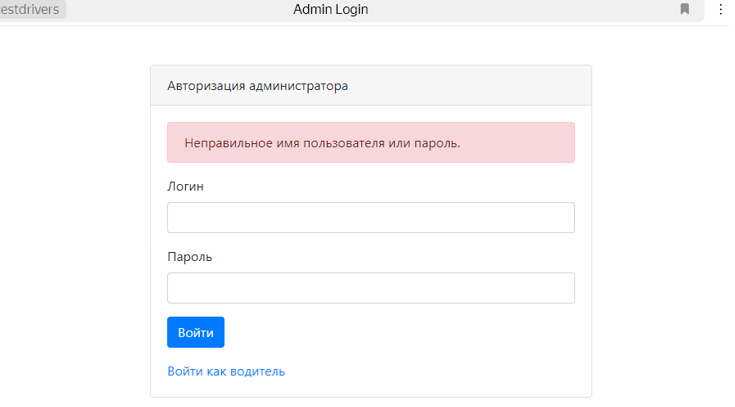 estdrivers
Admin Login
Авторизация администратора
Неправильное имя пользователя или пароль.
Логин
Пароль
Войти
Войти как водитель